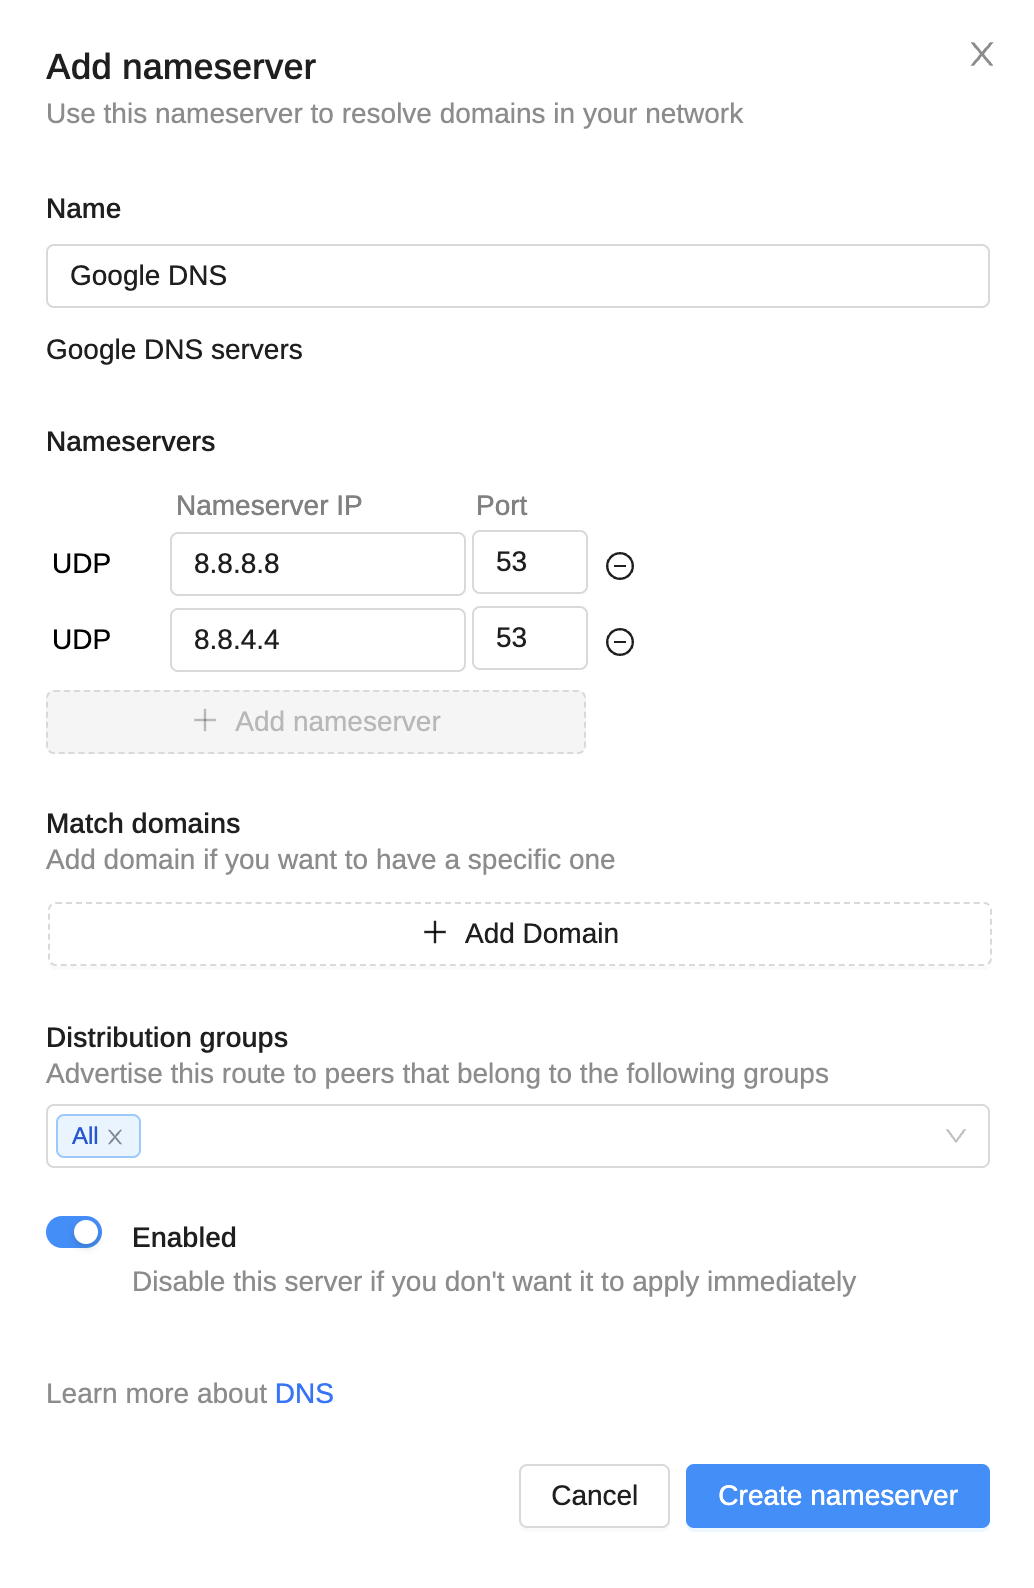 Add nameserver
Use this nameserver to resolve domains in your network
Name
Google DNS
Google DNS servers
Nameservers
Nameserver IP Port
UDP 8.8.8.8 53
UDP 8.8.4.4 53
Add nameserver
Match domains
Add domain if you want to have a specific one
Add Domain
Distribution groups
Advertise this route to peers that belong to the following groups
All
Enabled
Disable this server if you don't want it to apply immediately
Learn more about DNS
Cancel Create nameserver